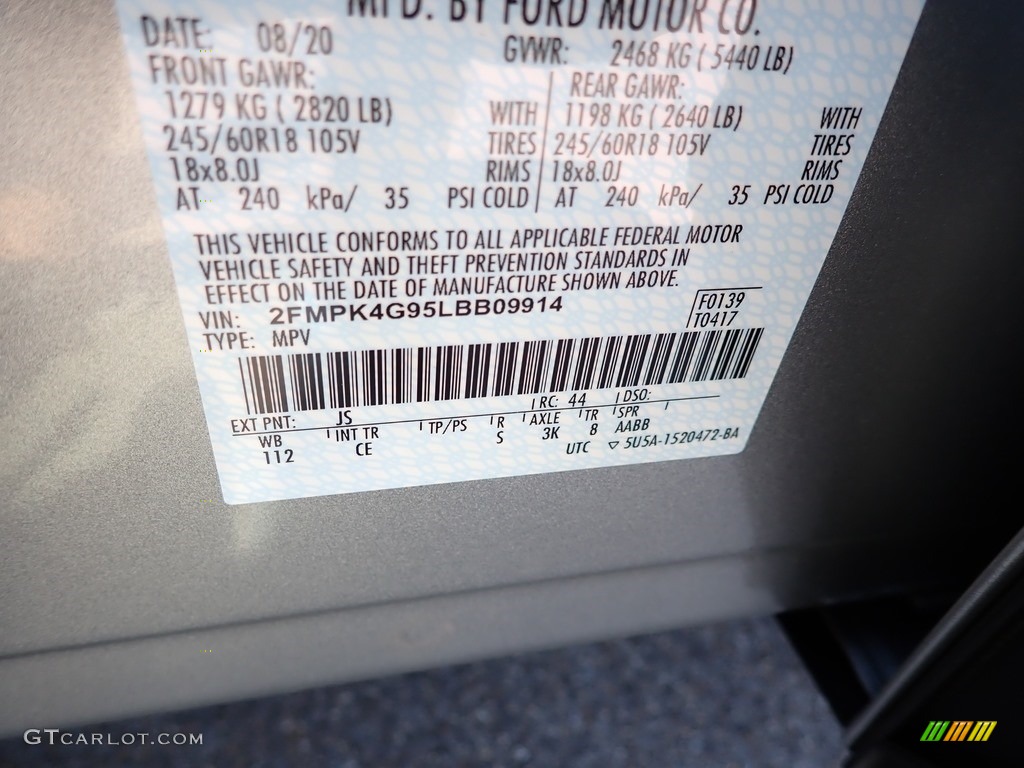 MFD. BY FORD MOTOR CO.
DATE: 08/20 GVWR: 2468 KG ( 5440 LB)
FRONT GAWR: REAR GAWR:
1279 KG ( 2820 LB) WITH 1198 KG ( 2640 LB) WITH
245/60R18 105V TIRES 245/60R18 105V TIRES
18x8.0J RIMS 18x8.0J RIMS
AT 240 kPa/ 35 PSI COLD AT 240 kPa/ 35 PSI COLD
THIS VEHICLE CONFORMS TO ALL APPLICABLE FEDERAL MOTOR
VEHICLE SAFETY AND THEFT PREVENTION STANDARDS IN
EFFECT ON THE DATE OF MANUFACTURE SHOWN ABOVE.
VIN: 2FMPK4G95LBB09914 F0139
TYPE: MPV T0417
EXT PNT: JS RC: 44 DSO:
WB INT TR TP/PS R AXLE TR SPR
112 CE S 3K 8 AABB
UTC ▽ 5U5A-1520472-BA
GTCARLOT.COM